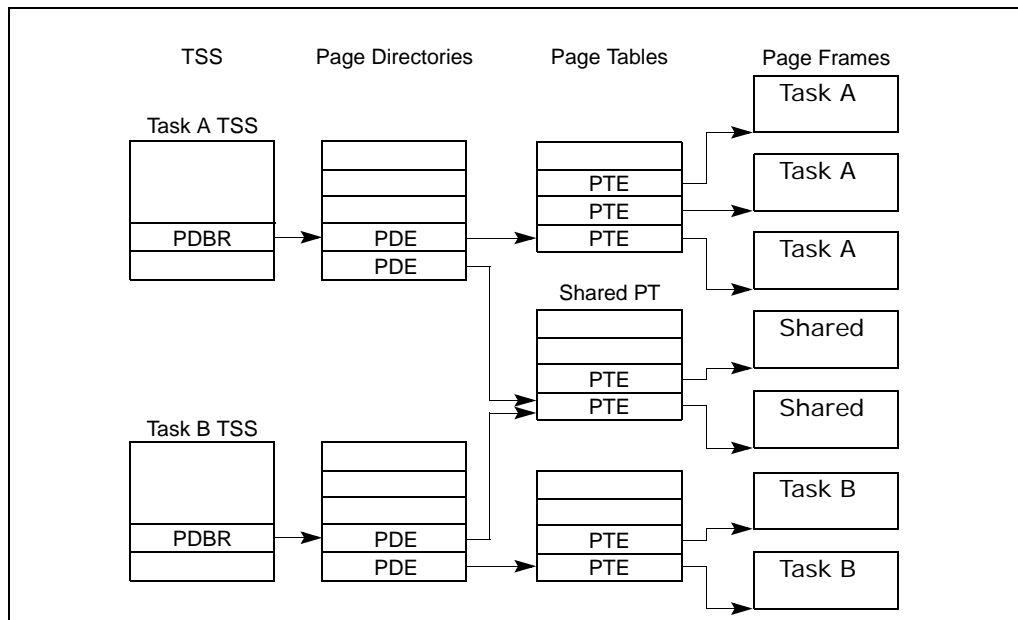 TSS Page Directories Page Tables Page Frames
Task A
Task A TSS
Task A
PTE
PTE
PDBR PDE PTE
Task A
PDE
Shared PT
Shared
PTE
PTE
Shared
Task B TSS
Task B
PDBR PDE PTE
PDE PTE
Task B